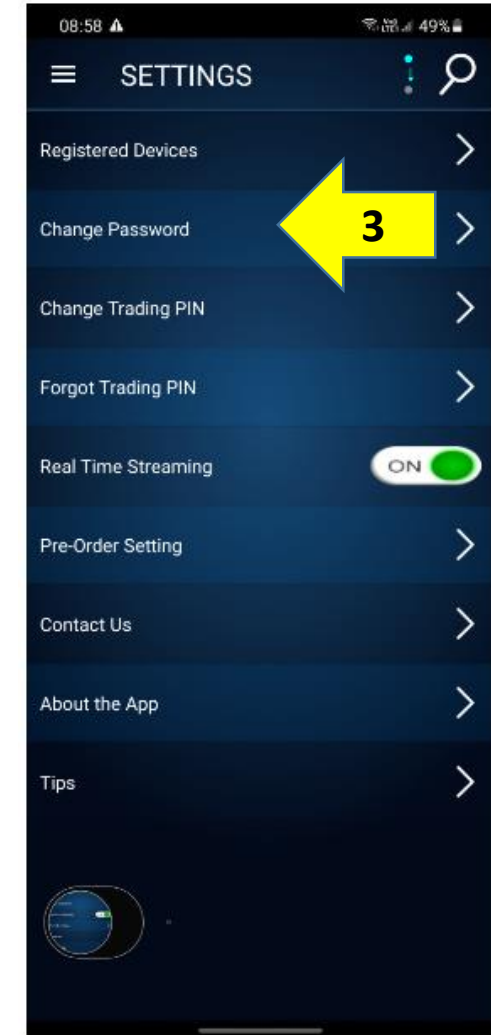 08:58 49%
SETTINGS
Registered Devices
Change Password 3
Change Trading PIN
Forgot Trading PIN
Real Time Streaming ON
Pre-Order Setting
Contact Us
About the App
Tips